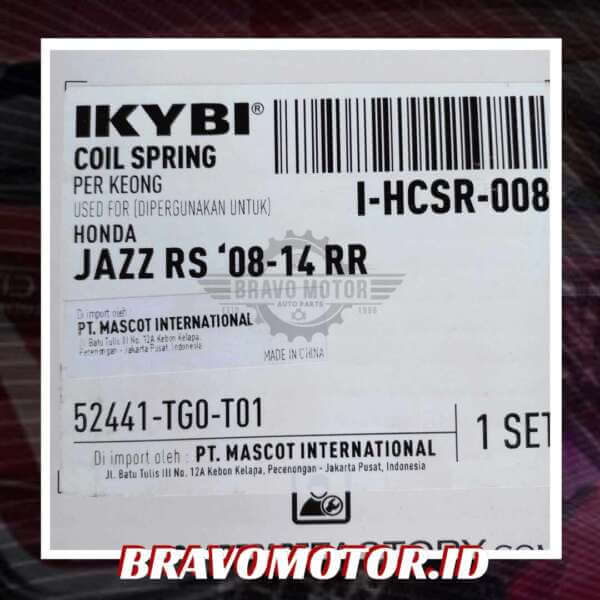 IKYBI®
COIL SPRING
PER KEONG
USED FOR (DIPERGUNAKAN UNTUK)
I-HCSR-008
HONDA
JAZZ RS '08-14 RR
BRAVO MOTOR
AUTO PARTS
1998
Di import oleh:
PT. MASCOT INTERNATIONAL
Jl. Batu Tulis III No. 12A Kebon Kelapa,
Pecenongan - Jakarta Pusat, Indonesia
MADE IN CHINA
52441-TG0-T01
1 SET
Di import oleh : PT. MASCOT INTERNATIONAL
Jl. Batu Tulis III No. 12A Kebon Kelapa, Pecenongan - Jakarta Pusat, Indonesia
BRAVOMOTOR.ID